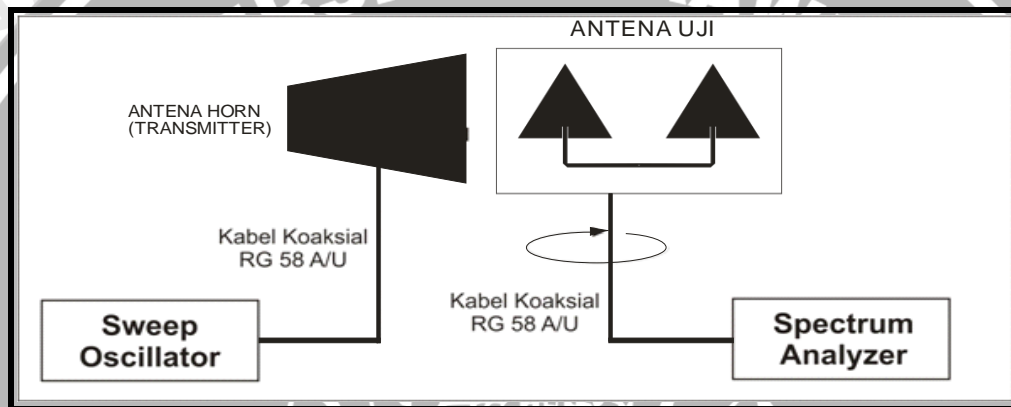 ANTENA UJI
ANTENA HORN
(TRANSMITTER)
Kabel Koaksial
RG 58 A/U
Kabel Koaksial
RG 58 A/U
Sweep
Oscillator
Spectrum
Analyzer